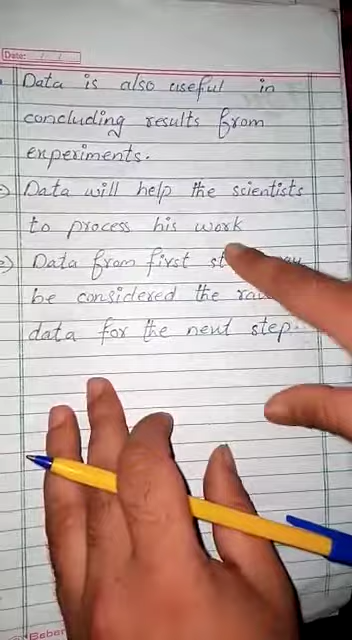 Date: / /
Data is also useful in
concluding results from
experiments.
Data will help the scientists
to process his work
Data from first
be considered the
data for the next step.